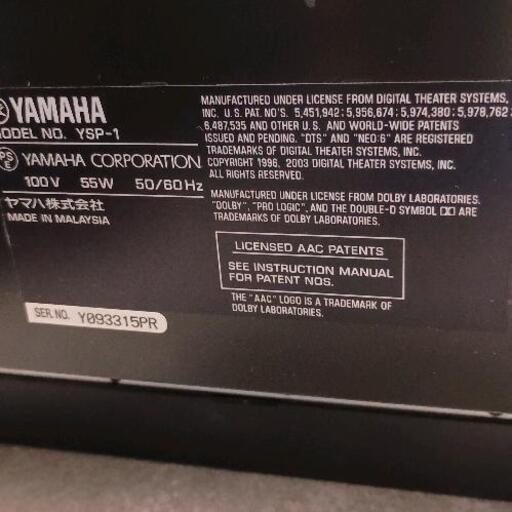 YAMAHA
MODEL NO. YSP-1
PS E YAMAHA CORPORATION
100V 55W 50/60Hz
ヤマハ株式会社
MADE IN MALAYSIA
SER.NO. Y093315PR
MANUFACTURED UNDER LICENSE FROM DIGITAL THEATER SYSTEMS,
INC. U.S. PAT. NO'S. 5,451,942 ; 5,956,674 ; 5,974,380 ; 5,978,762
6,487,535 AND OTHER U.S. AND WORLD-WIDE PATENTS
ISSUED AND PENDING. "DTS" AND "NEO:6" ARE REGISTERED
TRADEMARKS OF DIGITAL THEATER SYSTEMS, INC.
COPYRIGHT 1996, 2003 DIGITAL THEATER SYSTEMS, INC.
ALL RIGHTS RESERVED.
MANUFACTURED UNDER LICENSE FROM DOLBY LABORATORIES.
"DOLBY", "PRO LOGIC", AND THE DOUBLE-D SYMBOL ARE
TRADEMARKS OF DOLBY LABORATORIES.
LICENSED AAC PATENTS
SEE INSTRUCTION MANUAL
FOR PATENT NOS.
THE "AAC" LOGO IS A TRADEMARK OF
DOLBY LABORATORIES.